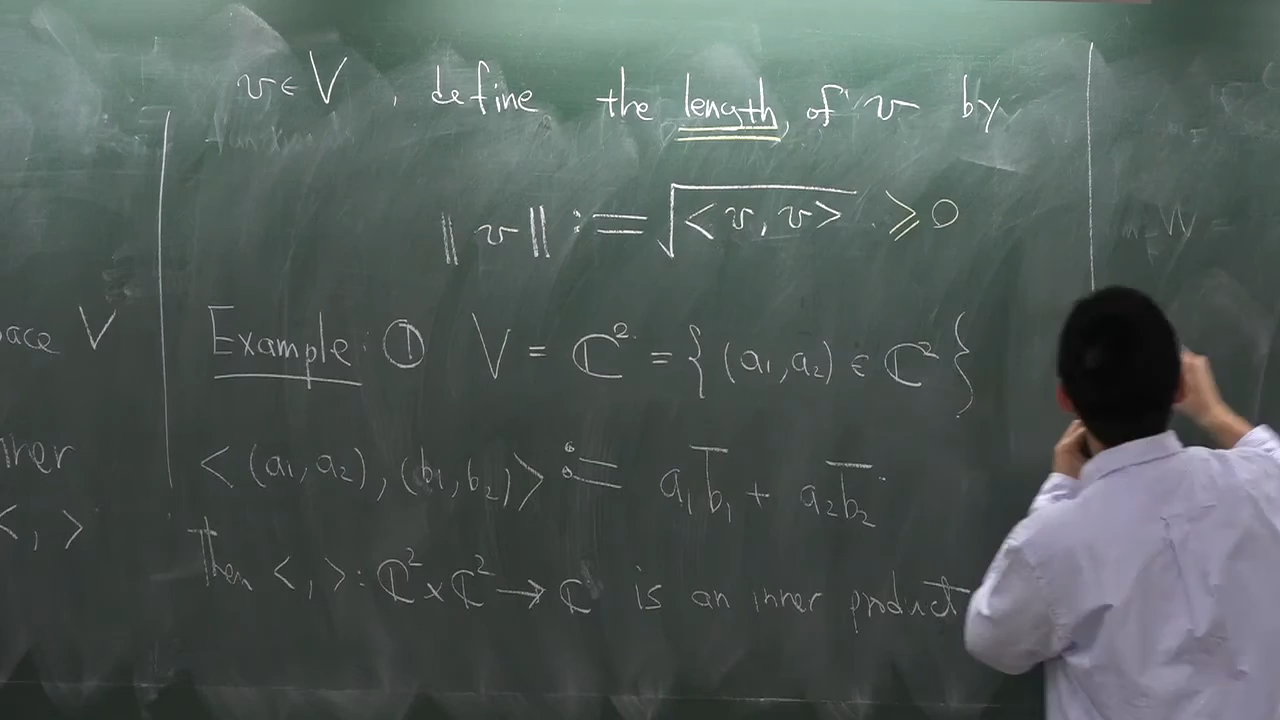 v ∈ V , define the length of v by
‖ v ‖ := √<v, v> ≥ 0
Example: ① V = ℂ² = { (a₁, a₂) ∈ ℂ² }
< (a₁, a₂), (b₁, b₂) > := a₁b̅₁ + a₂b̅₂
Then < , > : ℂ² × ℂ² → ℂ is an inner product
ace V
< , >
W